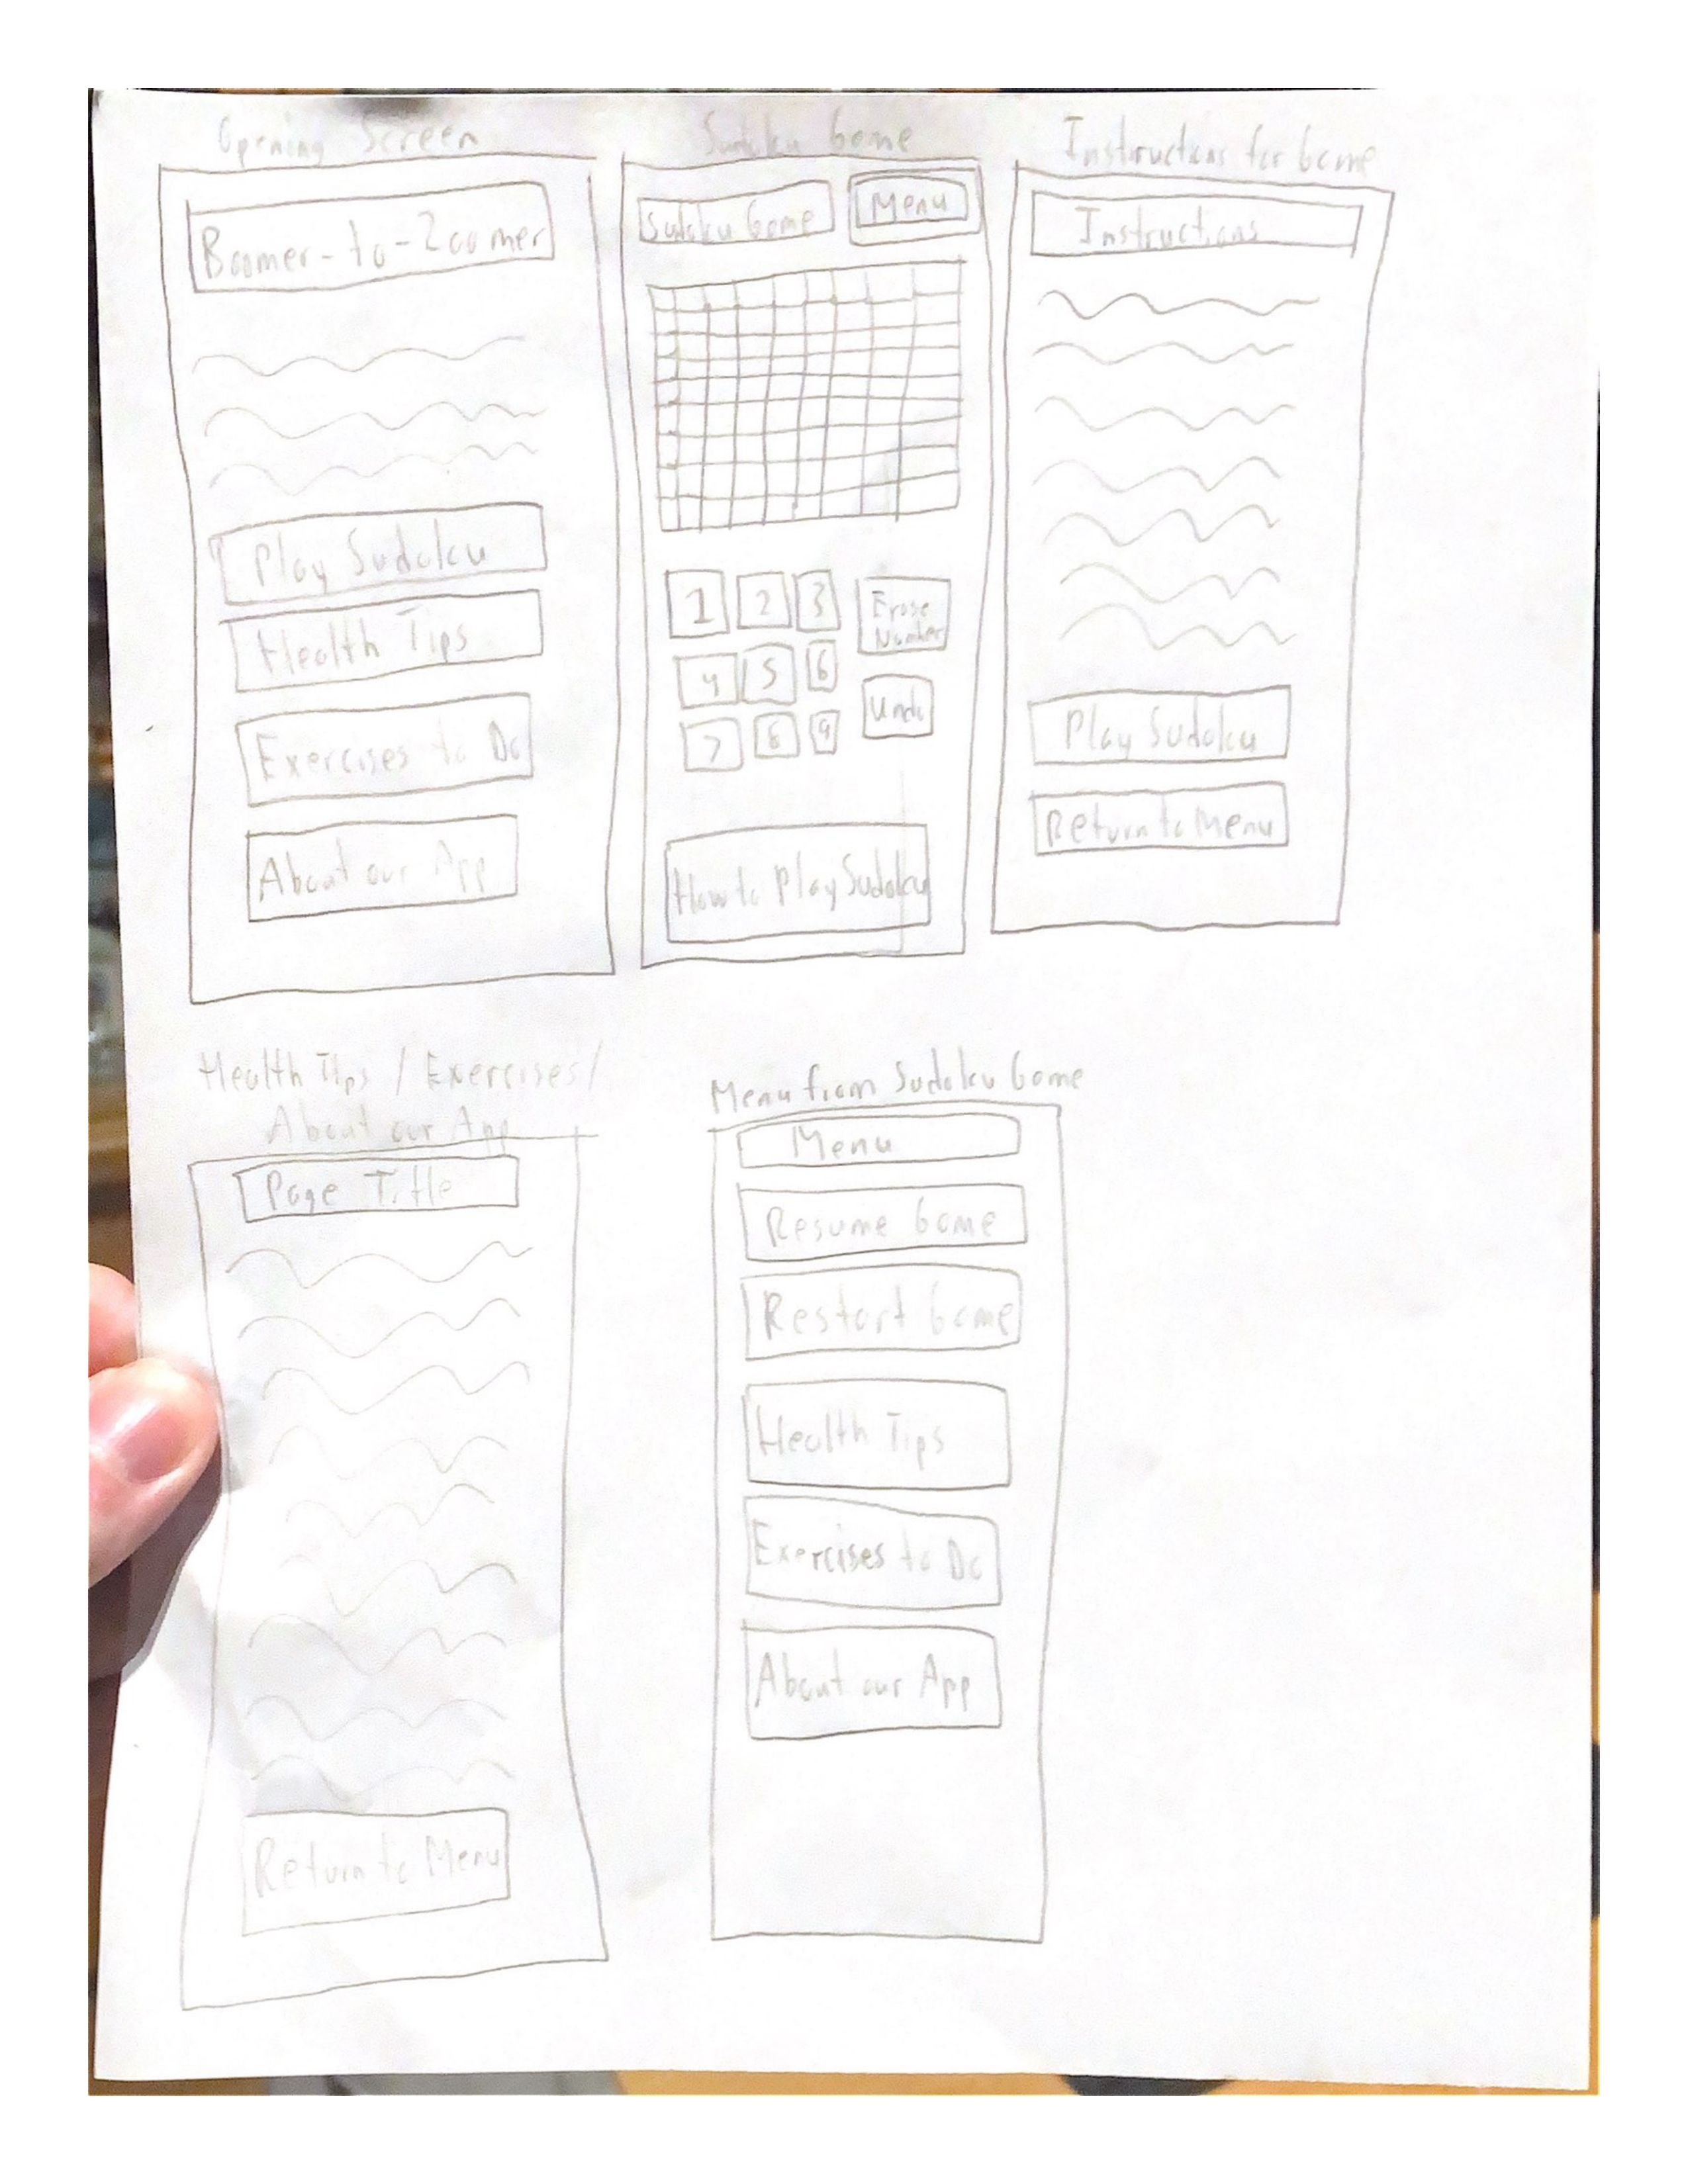 Opening Screen
Boomer-to-Zoomer
Play Sudoku
Health Tips
Exercises to Do
About our App
Sudoku Game
Sudoku Game
Menu
1 2 3
Erase
Number
4 5 6
Undo
7 8 9
How to Play Sudoku
Instructions for Game
Instructions
Play Sudoku
Return to Menu
Health Tips / Exercises /
About our App
Page Title
Return to Menu
Menu from Sudoku Game
Menu
Resume Game
Restart Game
Health Tips
Exercises to Do
About our App